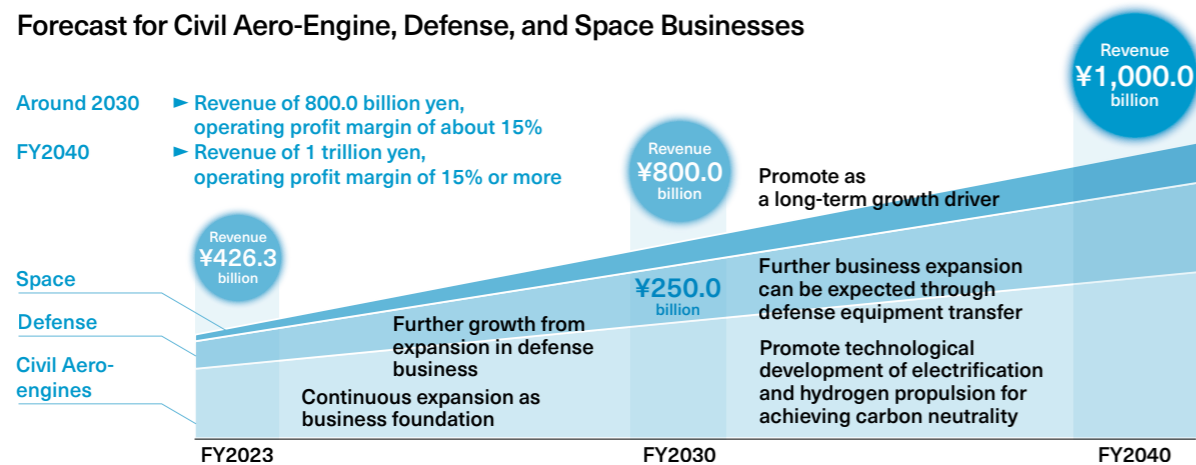 Forecast for Civil Aero-Engine, Defense, and Space Businesses
Around 2030 ► Revenue of 800.0 billion yen,
operating profit margin of about 15%
FY2040 ► Revenue of 1 trillion yen,
operating profit margin of 15% or more
Revenue
¥426.3
billion
Revenue
¥800.0
billion
Revenue
¥1,000.0
billion
Space
Defense
Civil Aero-
engines
¥250.0
billion
Further growth from
expansion in defense
business
Continuous expansion as
business foundation
Promote as
a long-term growth driver
Further business expansion
can be expected through
defense equipment transfer
Promote technological
development of electrification
and hydrogen propulsion for
achieving carbon neutrality
FY2023
FY2030
FY2040